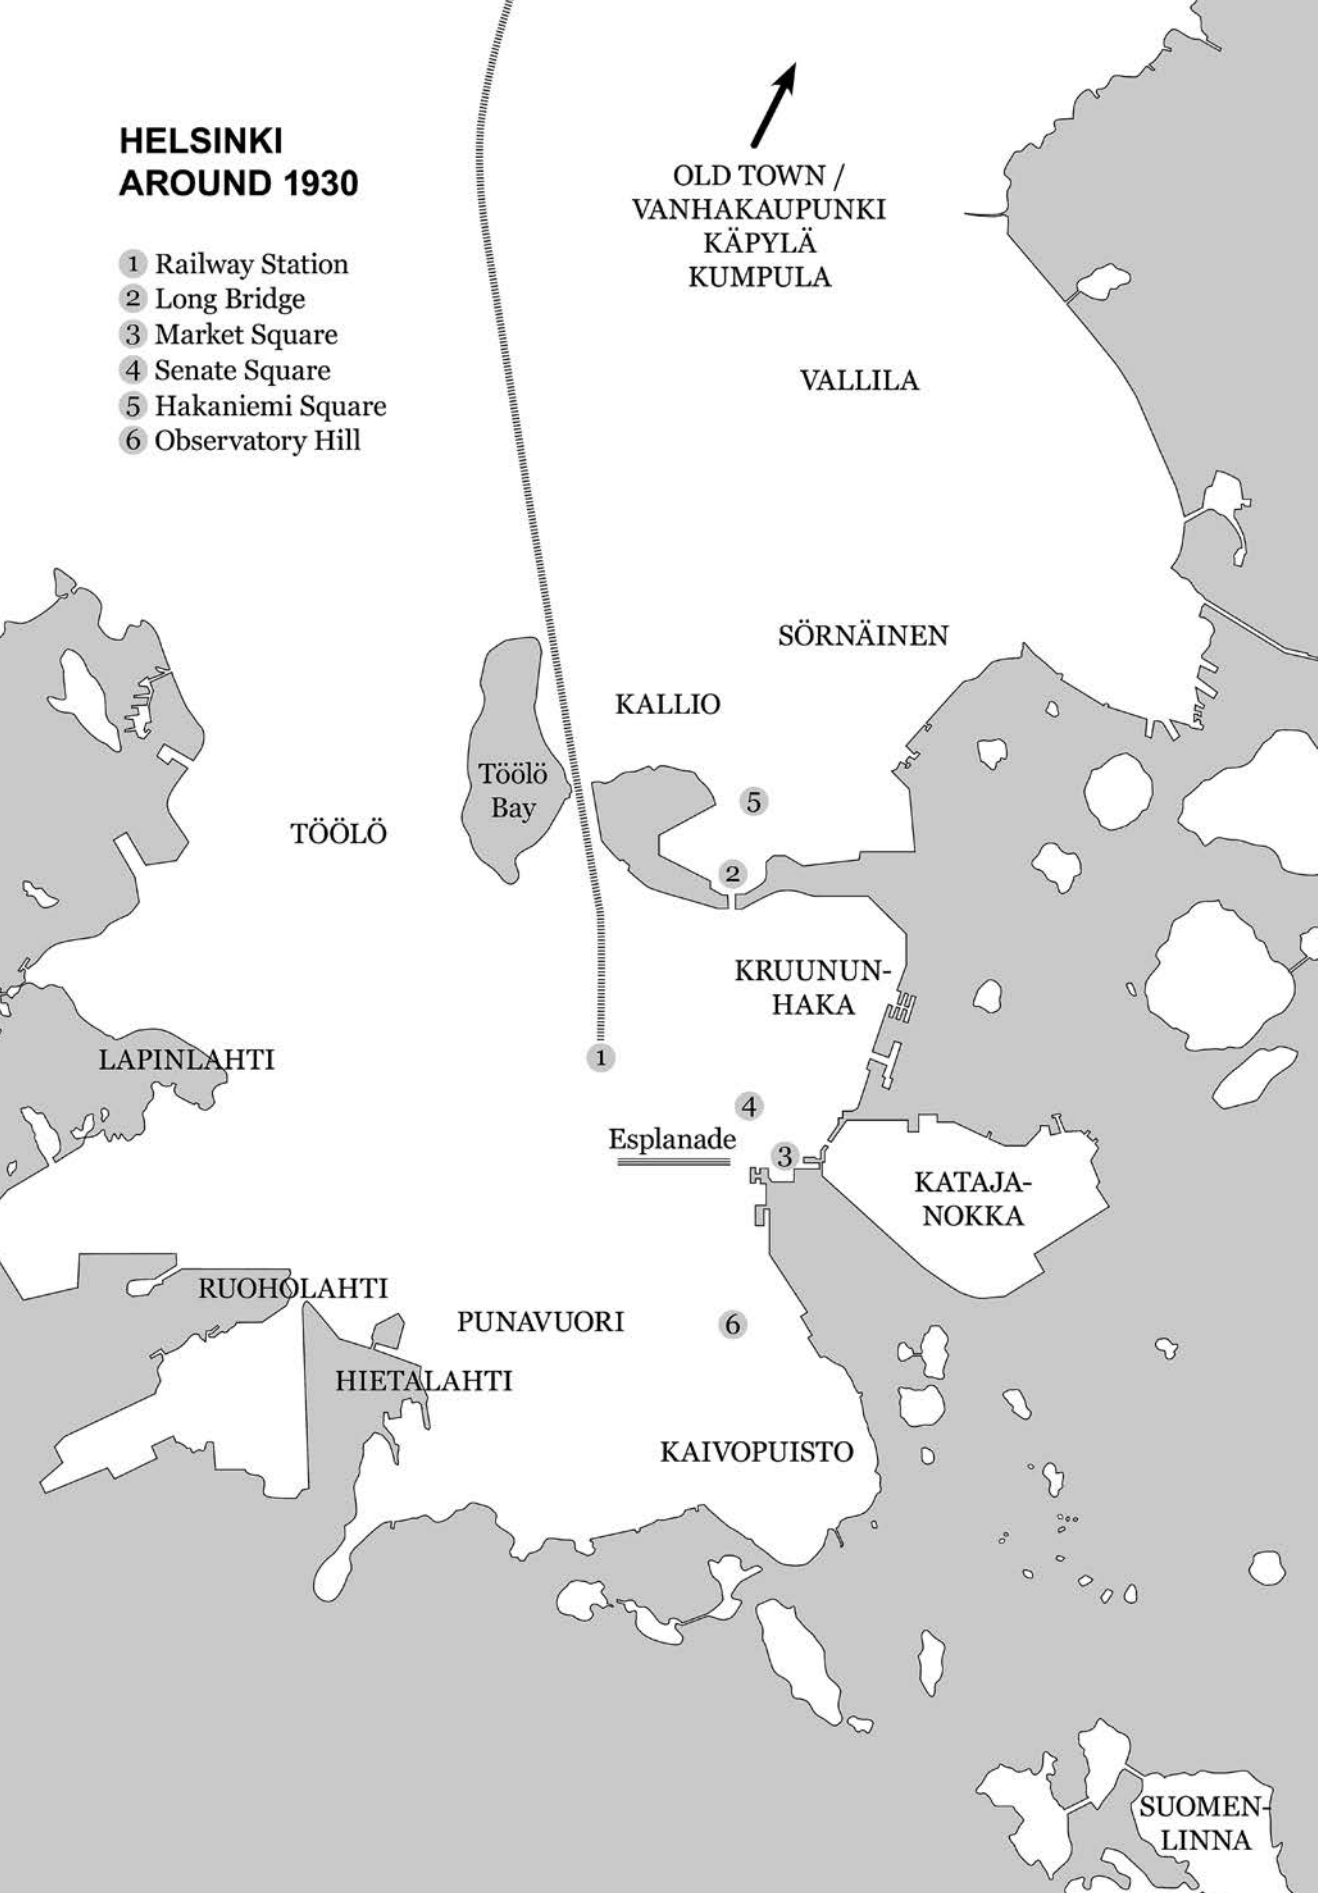 HELSINKI
AROUND 1930
1 Railway Station
2 Long Bridge
3 Market Square
4 Senate Square
5 Hakaniemi Square
6 Observatory Hill
OLD TOWN /
VANHAKAUPUNKI
KÄPYLÄ
KUMPULA
VALLILA
SÖRNÄINEN
KALLIO
Töölö
Bay
5
TÖÖLÖ
2
KRUUNUN-
HAKA
1
LAPINLAHTI
4
Esplanade
3
KATAJA-
NOKKA
RUOHOLAHTI
PUNAVUORI
6
HIETALAHTI
KAIVOPUISTO
SUOMEN-
LINNA